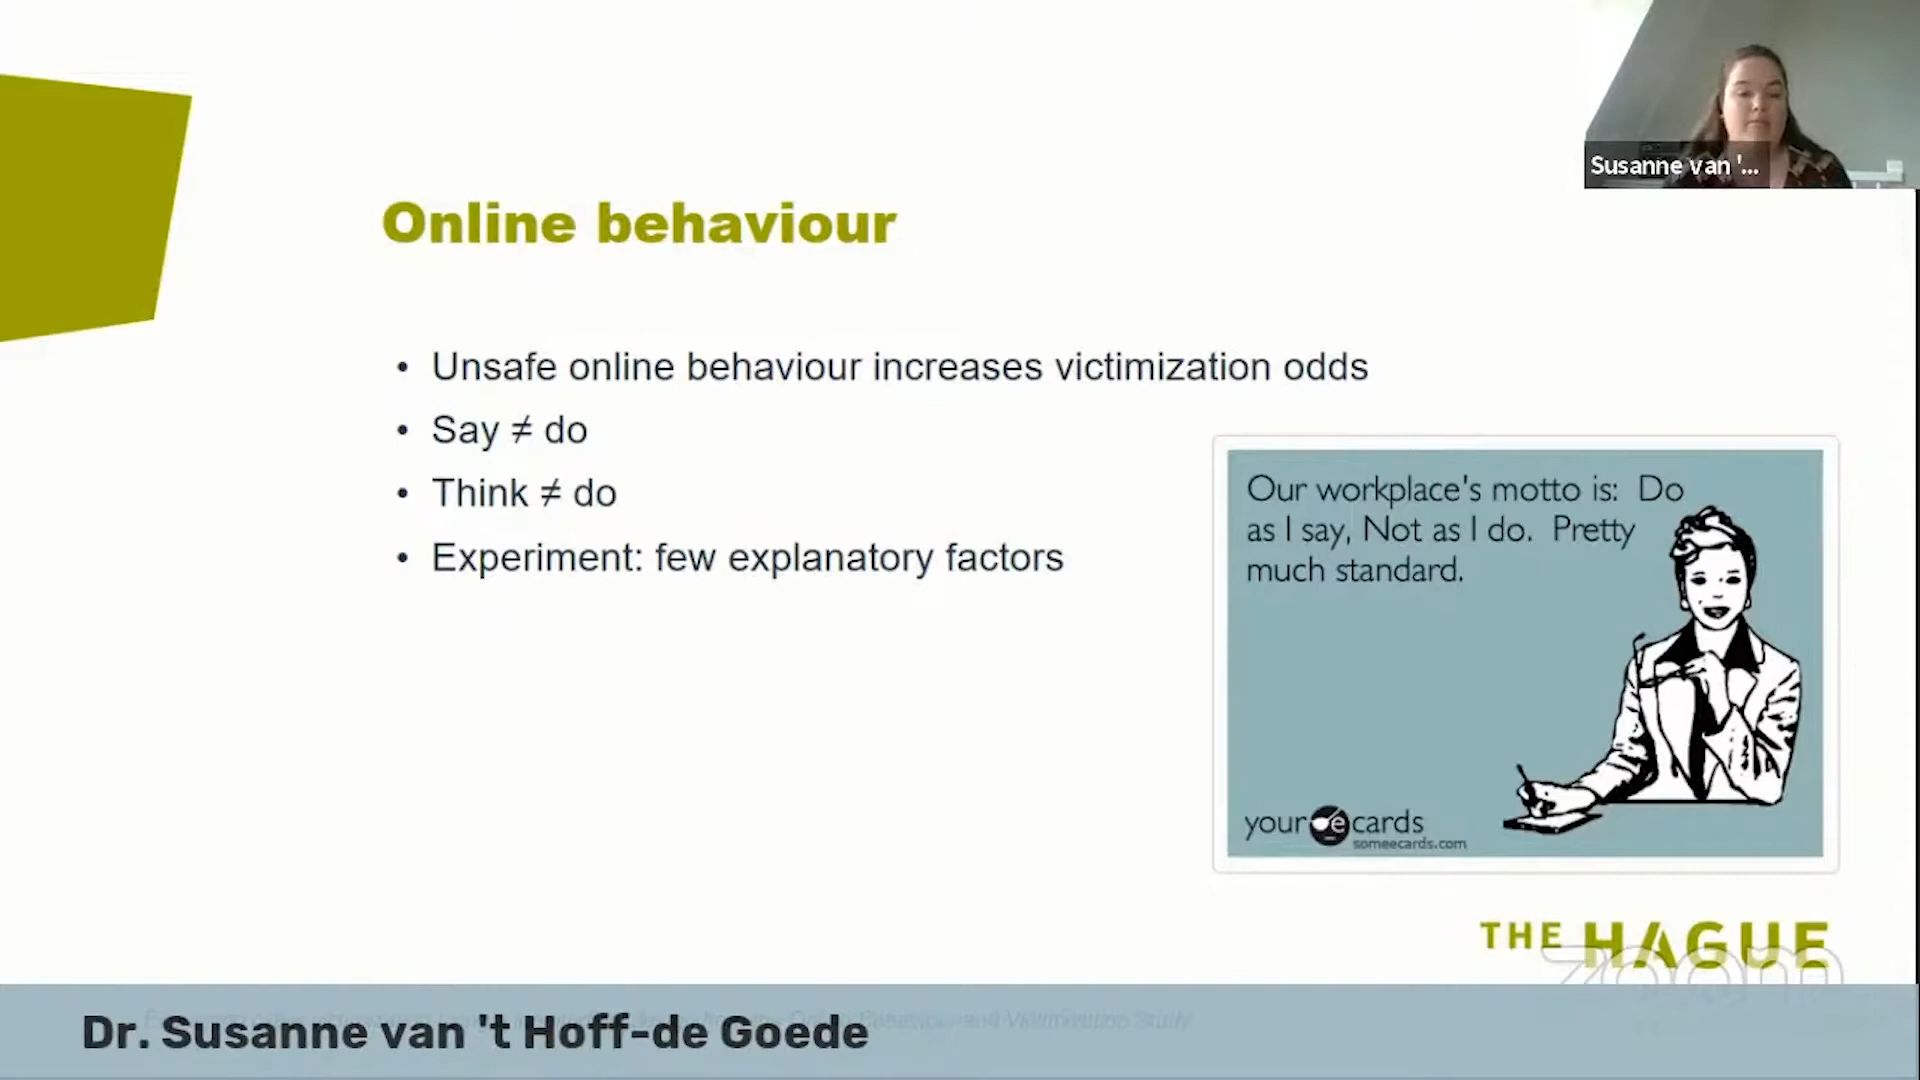 Susanne van '...
Online behaviour
• Unsafe online behaviour increases victimization odds
• Say ≠ do
• Think ≠ do
• Experiment: few explanatory factors
Our workplace's motto is: Do
as I say, Not as I do. Pretty
much standard.
your e cards
someecards.com
THE HAGUE
zoom
Dr. Susanne van 't Hoff-de Goede